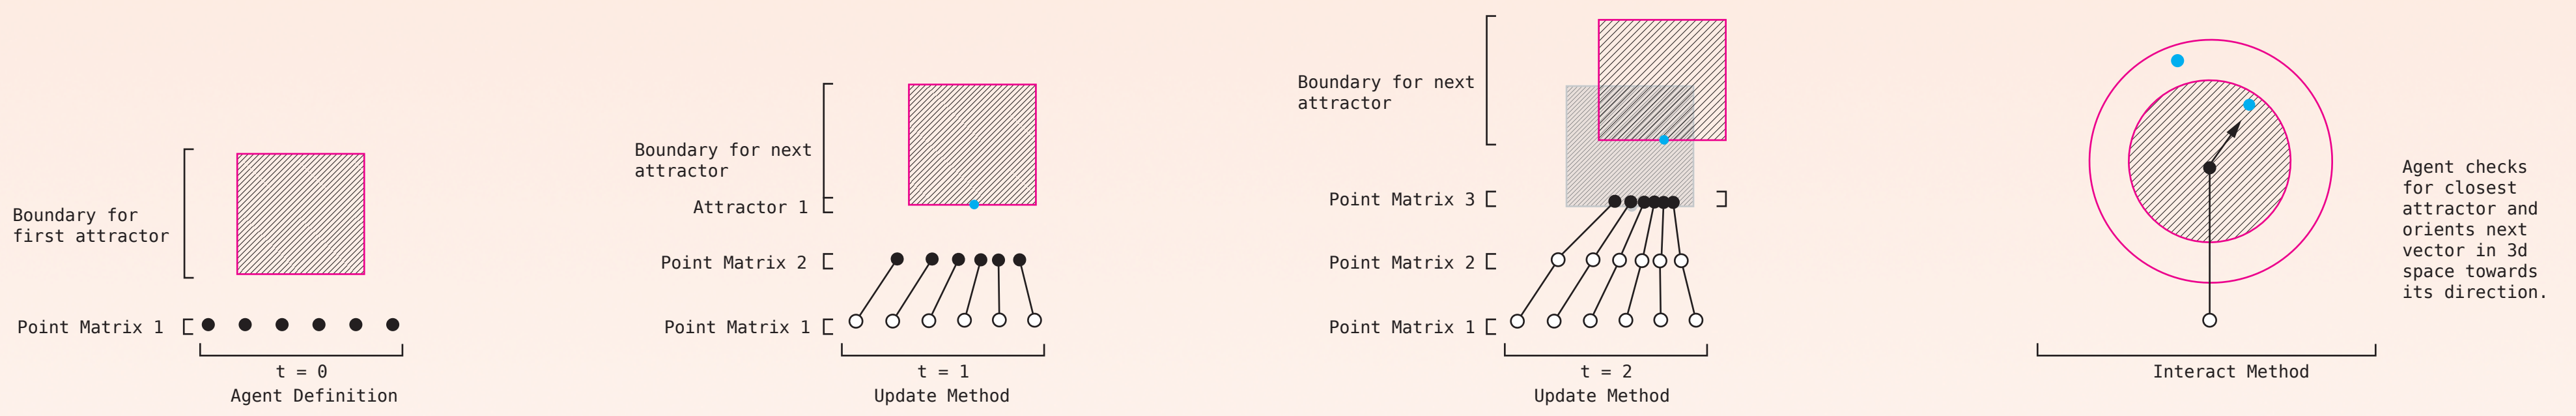 Boundary for
first attractor
Point Matrix 1
t = 0
Agent Definition
Boundary for next
attractor
Attractor 1
Point Matrix 2
Point Matrix 1
t = 1
Update Method
Boundary for next
attractor
Point Matrix 3
Point Matrix 2
Point Matrix 1
t = 2
Update Method
Agent checks
for closest
attractor and
orients next
vector in 3d
space towards
its direction.
Interact Method